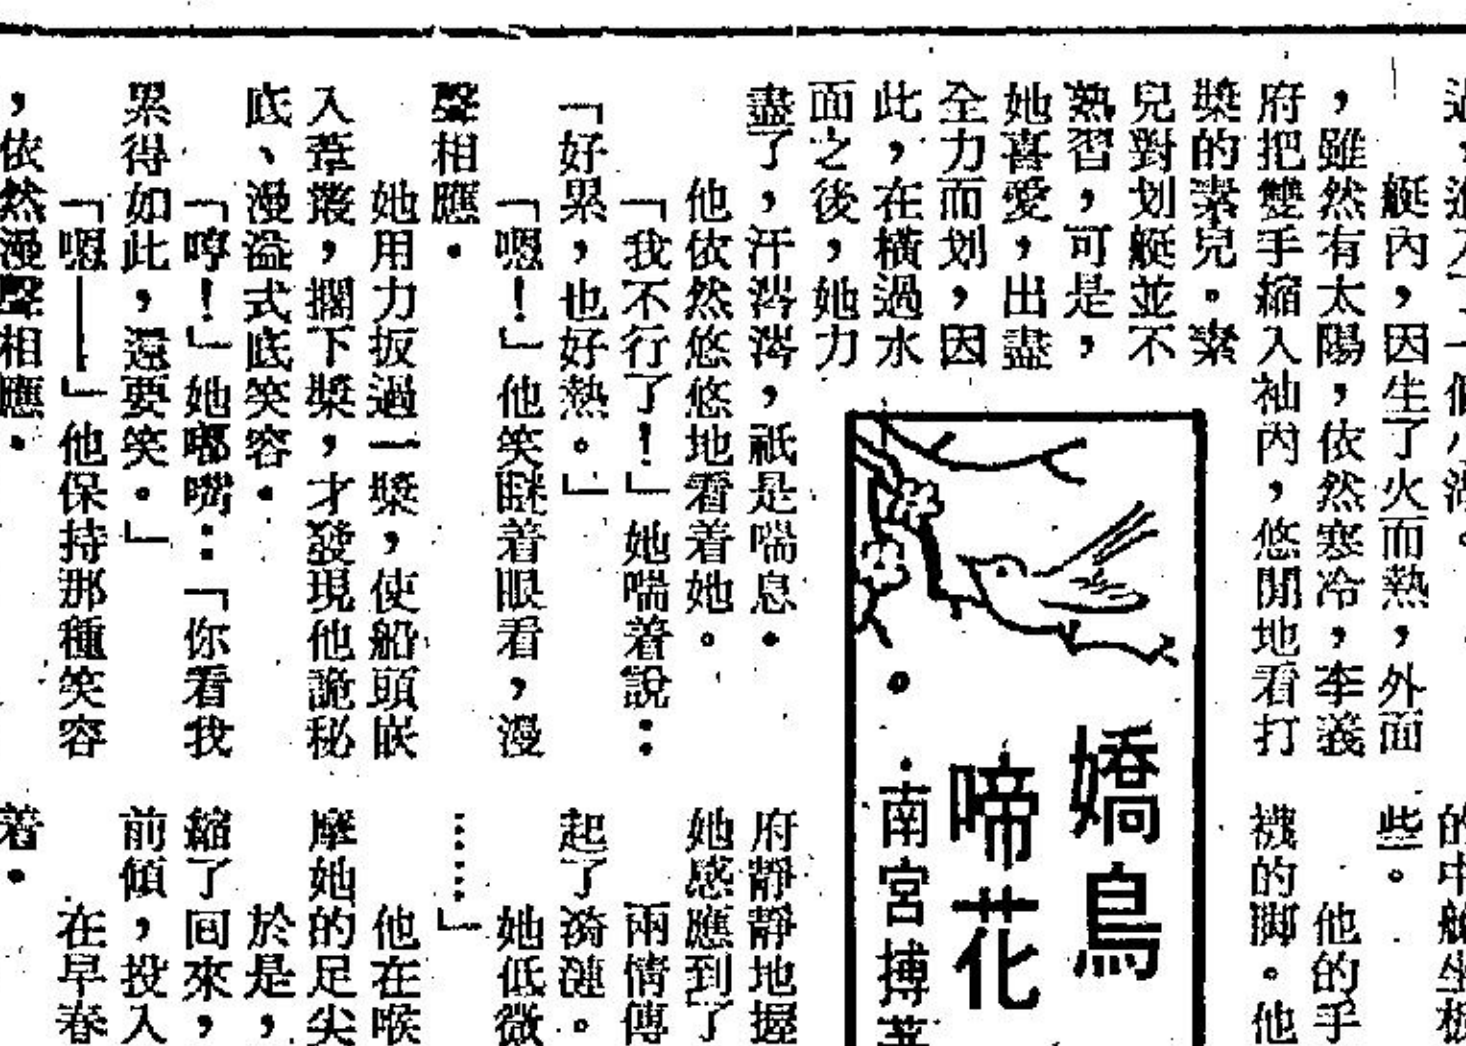 艇內，因生了火而熱，外面
，雖然有太陽，依然寒冷，李義
府把雙手縮入袖內，悠閒地看打
槳的素兒。素
兒對划艇並不
熟習，可是，
她喜愛，出盡
全力而划，因
此，在橫過水
面之後，她力
盡了，汗涔涔，祇是喘息。
他依然悠悠地看着她。
「我不行了！」她喘着說：
「好累，也好熱。」
「嗯！」他笑瞇着眼看，漫
聲相應。
她用力扳過一槳，使船頭嵌
入葦叢，擱下槳，才發現他詭秘
底、漫溢式底笑容。
「哼！」她嘟嘮：「你看我
累得如此，還要笑。」
「嗯——」他保持那種笑容
，依然漫聲相應。
嬌鳥
啼花
南宮搏著
些。
他的手
襪的脚。他
府靜靜地握
她感應到了
兩情傳
起了漪漣。
她低微
……」
他在喉
摩她的足尖
於是，
縮了回來，
前傾，投入
在早春
着。